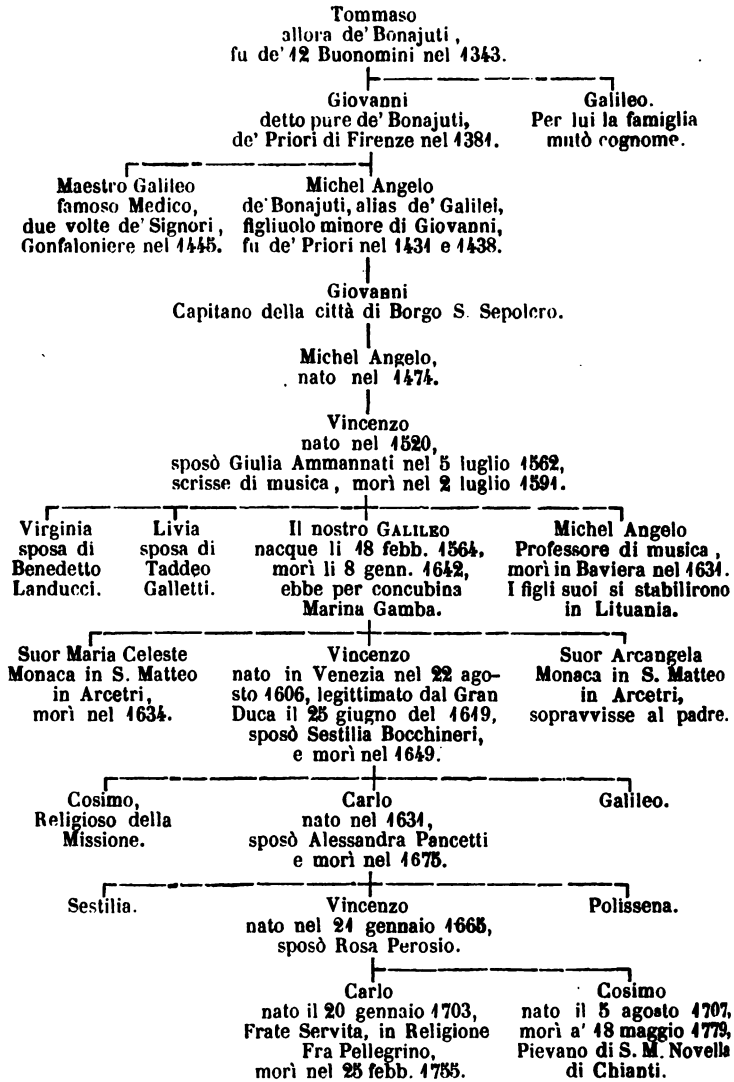 Tommaso
allora de' Bonajuti,
fu de' 12 Buonomini nel 1343.
Giovanni
detto pure de' Bonajuti,
de' Priori di Firenze nel 1381.
Galileo.
Per lui la famiglia
mutò cognome.
Maestro Galileo
famoso Medico,
due volte de' Signori,
Gonfaloniere nel 1445.
Michel Angelo
de' Bonajuti, alias de' Galilei,
figliuolo minore di Giovanni,
fu de' Priori nel 1431 e 1438.
Giovanni
Capitano della città di Borgo S. Sepolcro.
Michel Angelo,
nato nel 1474.
Vincenzo
nato nel 1520,
sposò Giulia Ammannati nel 5 luglio 1562,
scrisse di musica, morì nel 2 luglio 1591.
Virginia
sposa di
Benedetto
Landucci.
Livia
sposa di
Taddeo
Galletti.
Il nostro GALILEO
nacque li 18 febb. 1564,
morì li 8 genn. 1642,
ebbe per concubina
Marina Gamba.
Michel Angelo
Professore di musica,
morì in Baviera nel 1631.
I figli suoi si stabilirono
in Lituania.
Suor Maria Celeste
Monaca in S. Matteo
in Arcetri,
morì nel 1634.
Vincenzo
nato in Venezia nel 22 ago-
sto 1606, legittimato dal Gran
Duca il 25 giugno del 1619,
sposò Sestilia Bocchineri,
e morì nel 1649.
Suor Arcangela
Monaca in S. Matteo
in Arcetri,
sopravvisse al padre.
Cosimo,
Religioso della
Missione.
Carlo
nato nel 1631,
sposò Alessandra Pancetti
e morì nel 1675.
Galileo.
Sestilia.
Vincenzo
nato nel 21 gennaio 1665,
sposò Rosa Perosio.
Polissena.
Carlo
nato il 20 gennaio 1703,
Frate Servita, in Religione
Fra Pellegrino,
morì nel 25 febb. 1755.
Cosimo
nato il 5 agosto 1707,
morì a' 18 maggio 1779,
Pievano di S. M. Novella
di Chianti.